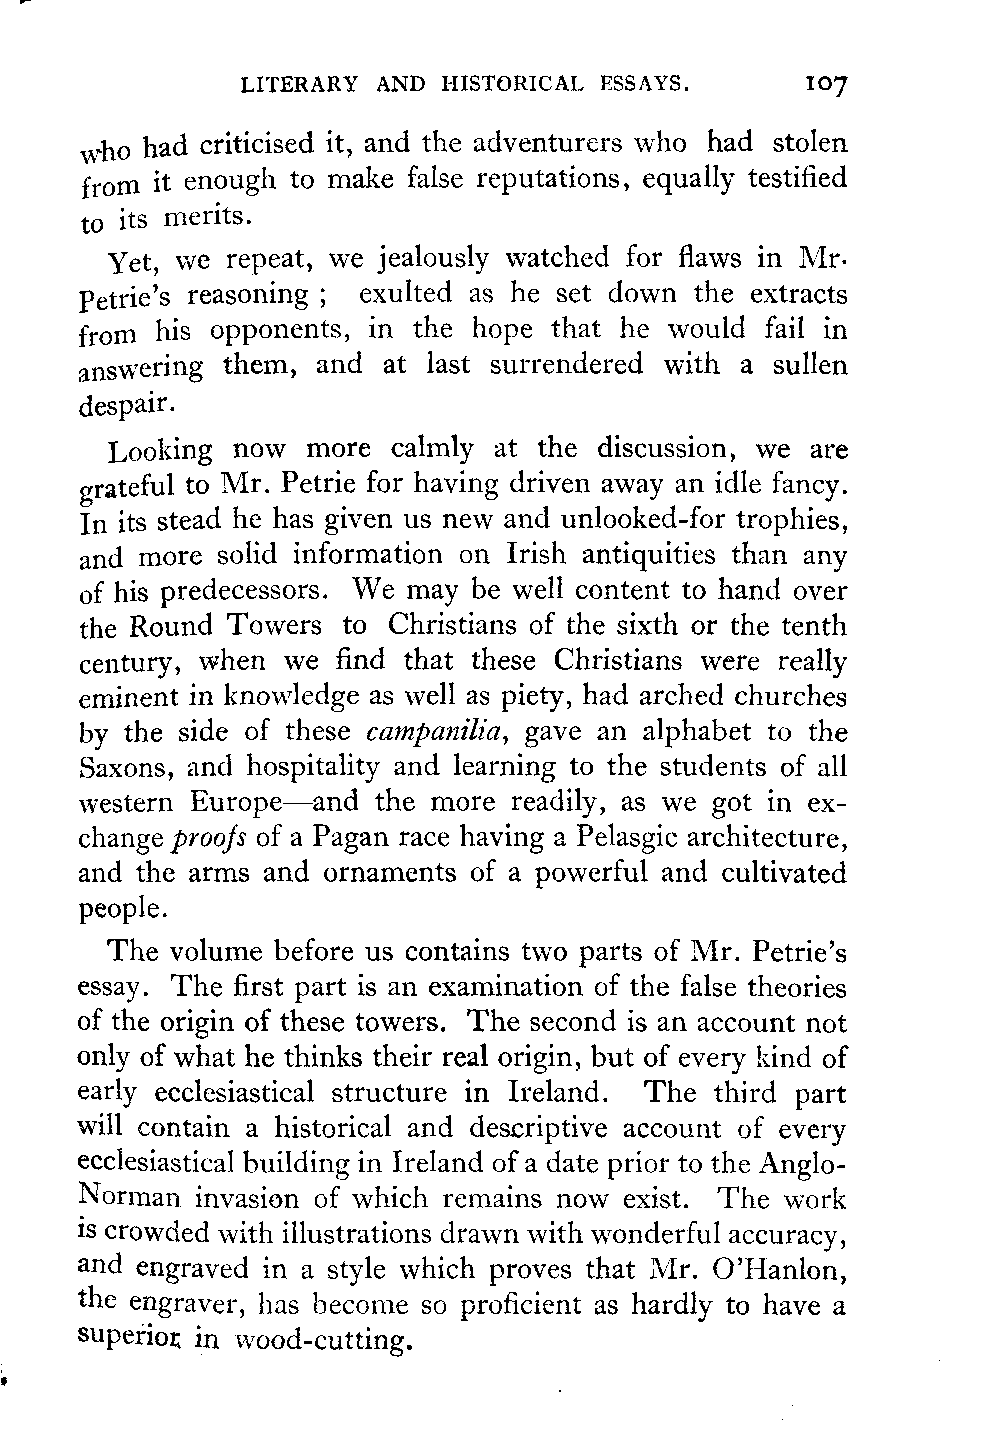 LITERARY AND HISTORICAL ESSAYS. 107
who had criticised it, and the adventurers who had stolen
from it enough to make false reputations, equally testified
to its merits.
Yet, we repeat, we jealously watched for flaws in Mr.
Petrie's reasoning ; exulted as he set down the extracts
from his opponents, in the hope that he would fail in
answering them, and at last surrendered with a sullen
despair.
Looking now more calmly at the discussion, we are
grateful to Mr. Petrie for having driven away an idle fancy.
In its stead he has given us new and unlooked-for trophies,
and more solid information on Irish antiquities than any
of his predecessors. We may be well content to hand over
the Round Towers to Christians of the sixth or the tenth
century, when we find that these Christians were really
eminent in knowledge as well as piety, had arched churches
by the side of these campanilia, gave an alphabet to the
Saxons, and hospitality and learning to the students of all
western Europe—and the more readily, as we got in ex-
change proofs of a Pagan race having a Pelasgic architecture,
and the arms and ornaments of a powerful and cultivated
people.
The volume before us contains two parts of Mr. Petrie's
essay. The first part is an examination of the false theories
of the origin of these towers. The second is an account not
only of what he thinks their real origin, but of every kind of
early ecclesiastical structure in Ireland. The third part
will contain a historical and descriptive account of every
ecclesiastical building in Ireland of a date prior to the Anglo-
Norman invasion of which remains now exist. The work
is crowded with illustrations drawn with wonderful accuracy,
and engraved in a style which proves that Mr. O'Hanlon,
the engraver, has become so proficient as hardly to have a
superior in wood-cutting.